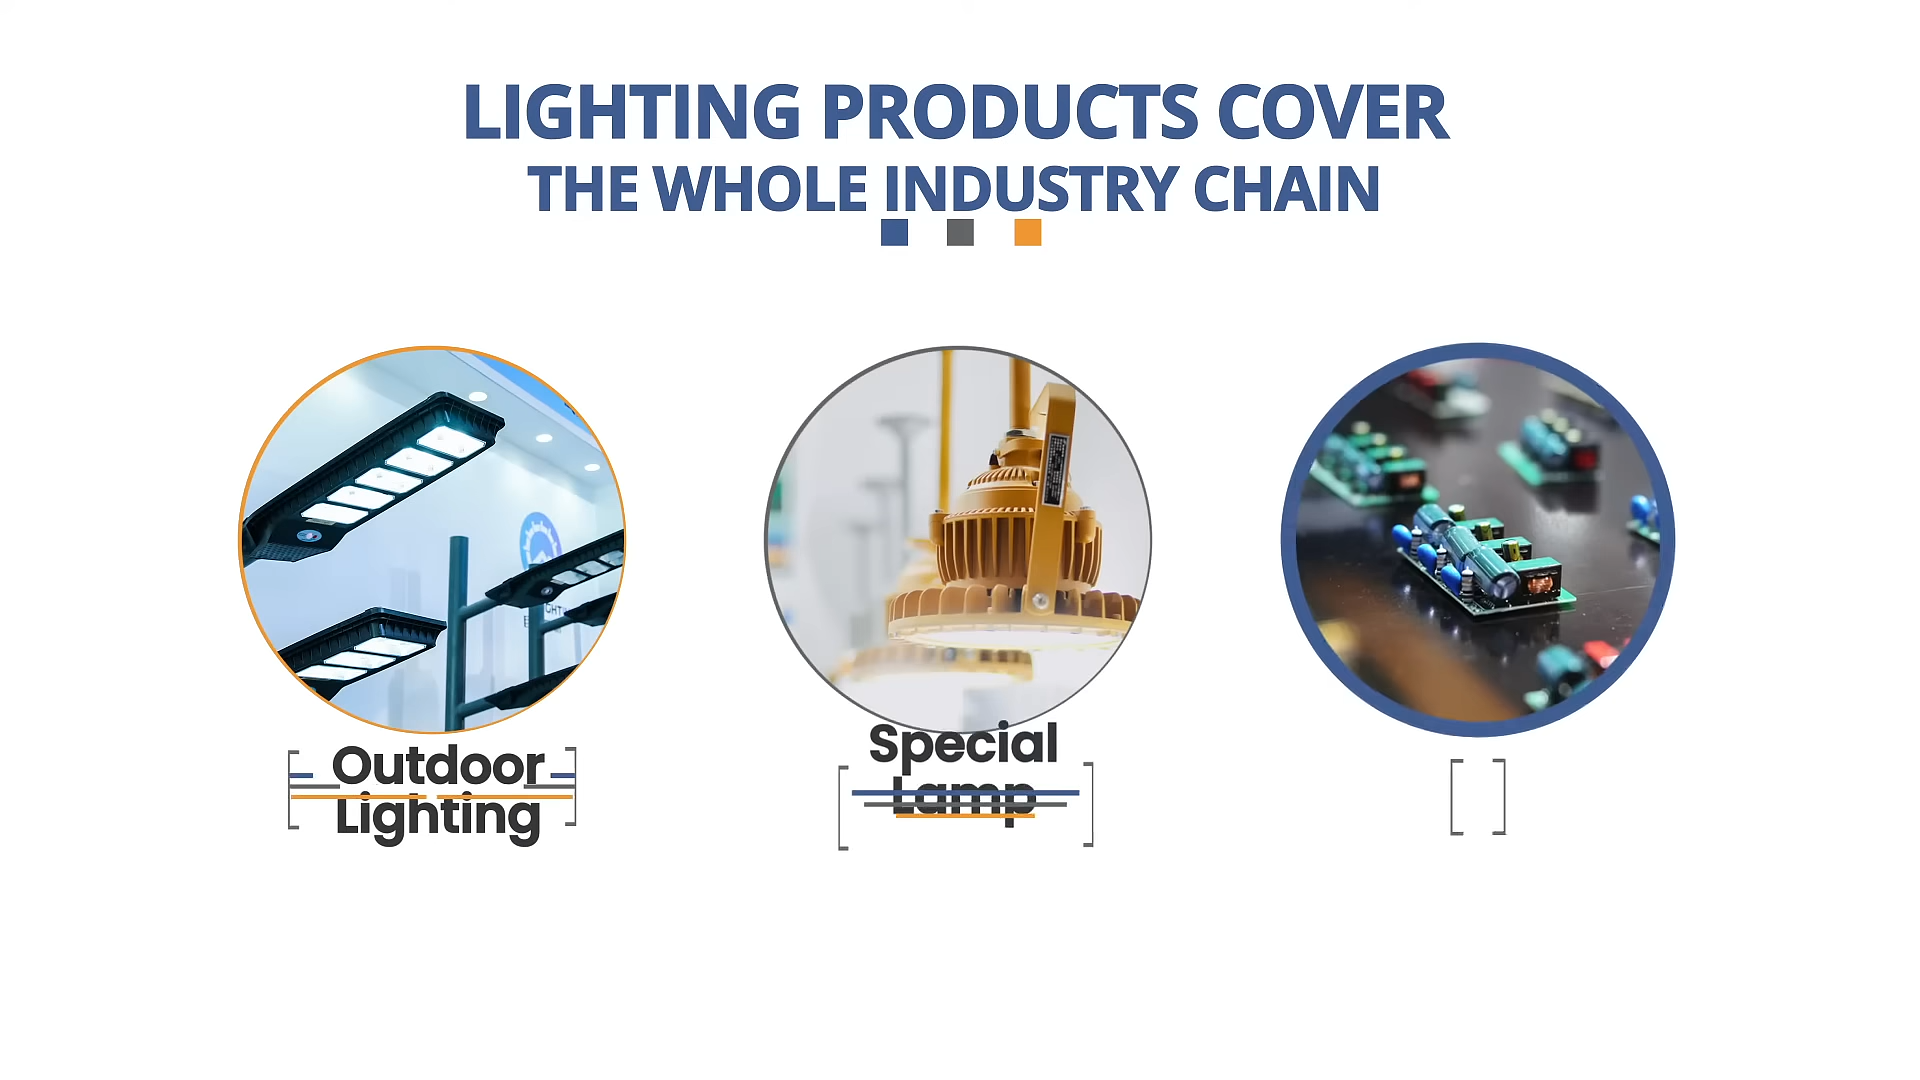 LIGHTING PRODUCTS COVER
THE WHOLE INDUSTRY CHAIN
Outdoor
Lighting
Special
Lamp